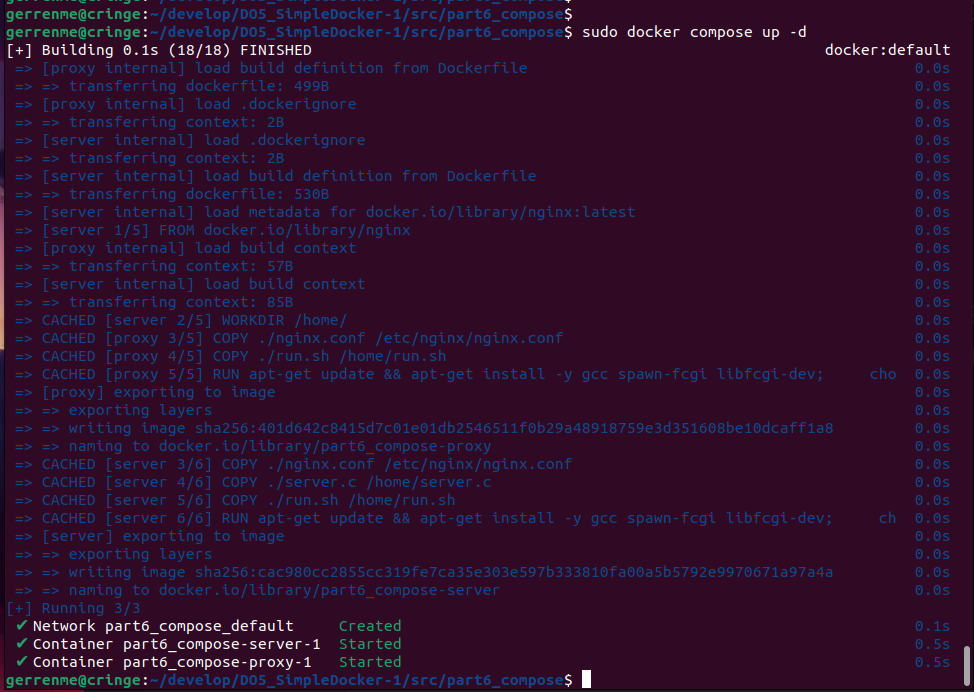 gerrenme@cringe:~/develop/DO5_SimpleDocker-1/src/part6_compose$
gerrenme@cringe:~/develop/DO5_SimpleDocker-1/src/part6_compose$ sudo docker compose up -d
[+] Building 0.1s (18/18) FINISHED docker:default
=> [proxy internal] load build definition from Dockerfile 0.0s
=> => transferring dockerfile: 499B 0.0s
=> [proxy internal] load .dockerignore 0.0s
=> => transferring context: 2B 0.0s
=> [server internal] load .dockerignore 0.0s
=> => transferring context: 2B 0.0s
=> [server internal] load build definition from Dockerfile 0.0s
=> => transferring dockerfile: 530B 0.0s
=> [server internal] load metadata for docker.io/library/nginx:latest 0.0s
=> [server 1/5] FROM docker.io/library/nginx 0.0s
=> [proxy internal] load build context 0.0s
=> => transferring context: 57B 0.0s
=> [server internal] load build context 0.0s
=> => transferring context: 85B 0.0s
=> CACHED [server 2/5] WORKDIR /home/ 0.0s
=> CACHED [proxy 3/5] COPY ./nginx.conf /etc/nginx/nginx.conf 0.0s
=> CACHED [proxy 4/5] COPY ./run.sh /home/run.sh 0.0s
=> CACHED [proxy 5/5] RUN apt-get update && apt-get install -y gcc spawn-fcgi libfcgi-dev; cho 0.0s
=> [proxy] exporting to image 0.0s
=> => exporting layers 0.0s
=> => writing image sha256:401d642c8415d7c01e01db2546511f0b29a48918759e3d351608be10dcaff1a8 0.0s
=> => naming to docker.io/library/part6_compose-proxy 0.0s
=> CACHED [server 3/6] COPY ./nginx.conf /etc/nginx/nginx.conf 0.0s
=> CACHED [server 4/6] COPY ./server.c /home/server.c 0.0s
=> CACHED [server 5/6] COPY ./run.sh /home/run.sh 0.0s
=> CACHED [server 6/6] RUN apt-get update && apt-get install -y gcc spawn-fcgi libfcgi-dev; ch 0.0s
=> [server] exporting to image 0.0s
=> => exporting layers 0.0s
=> => writing image sha256:cac980cc2855cc319fe7ca35e303e597b333810fa00a5b5792e9970671a97a4a 0.0s
=> => naming to docker.io/library/part6_compose-server 0.0s
[+] Running 3/3
✔ Network part6_compose_default Created 0.1s
✔ Container part6_compose-server-1 Started 0.5s
✔ Container part6_compose-proxy-1 Started 0.5s
gerrenme@cringe:~/develop/DO5_SimpleDocker-1/src/part6_compose$